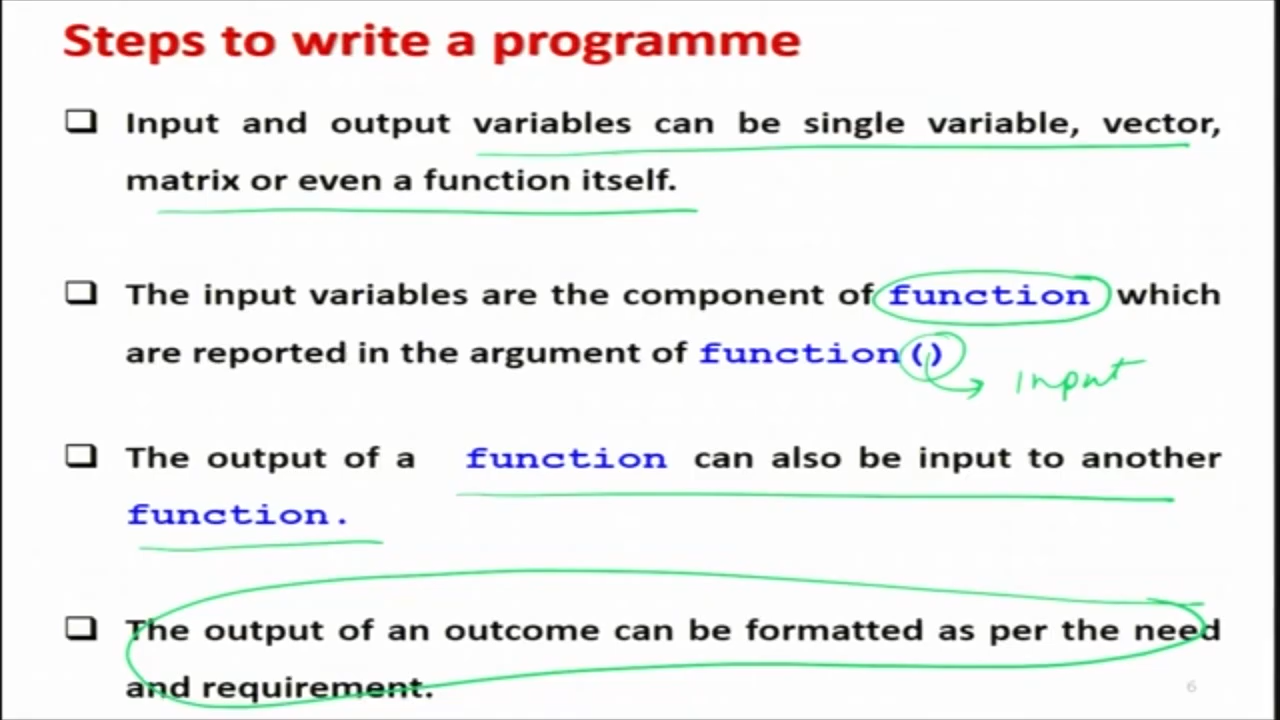 Steps to write a programme
❑ Input and output variables can be single variable, vector,
matrix or even a function itself.
❑ The input variables are the component of function which
are reported in the argument of function()
input
❑ The output of a function can also be input to another
function.
❑ The output of an outcome can be formatted as per the need
and requirement.
6